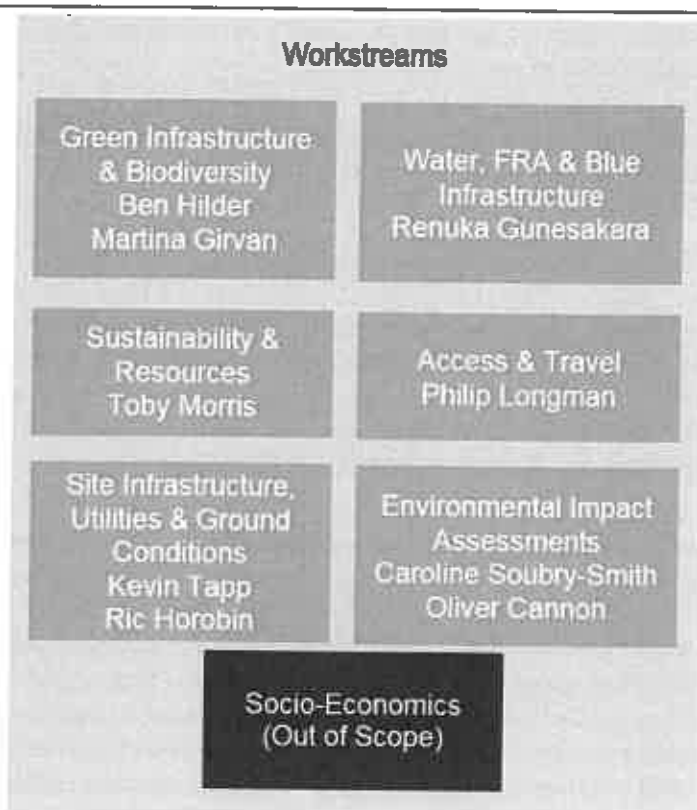 Workstreams
Green Infrastructure
& Biodiversity
Ben Hilder
Martina Girvan
Water, FRA & Blue
Infrastructure
Renuka Gunesakara
Sustainability &
Resources
Toby Morris
Access & Travel
Philip Longman
Site Infrastructure,
Utilities & Ground
Conditions
Kevin Tapp
Ric Horobin
Environmental Impact
Assessments
Caroline Soubry-Smith
Oliver Cannon
Socio-Economics
(Out of Scope)